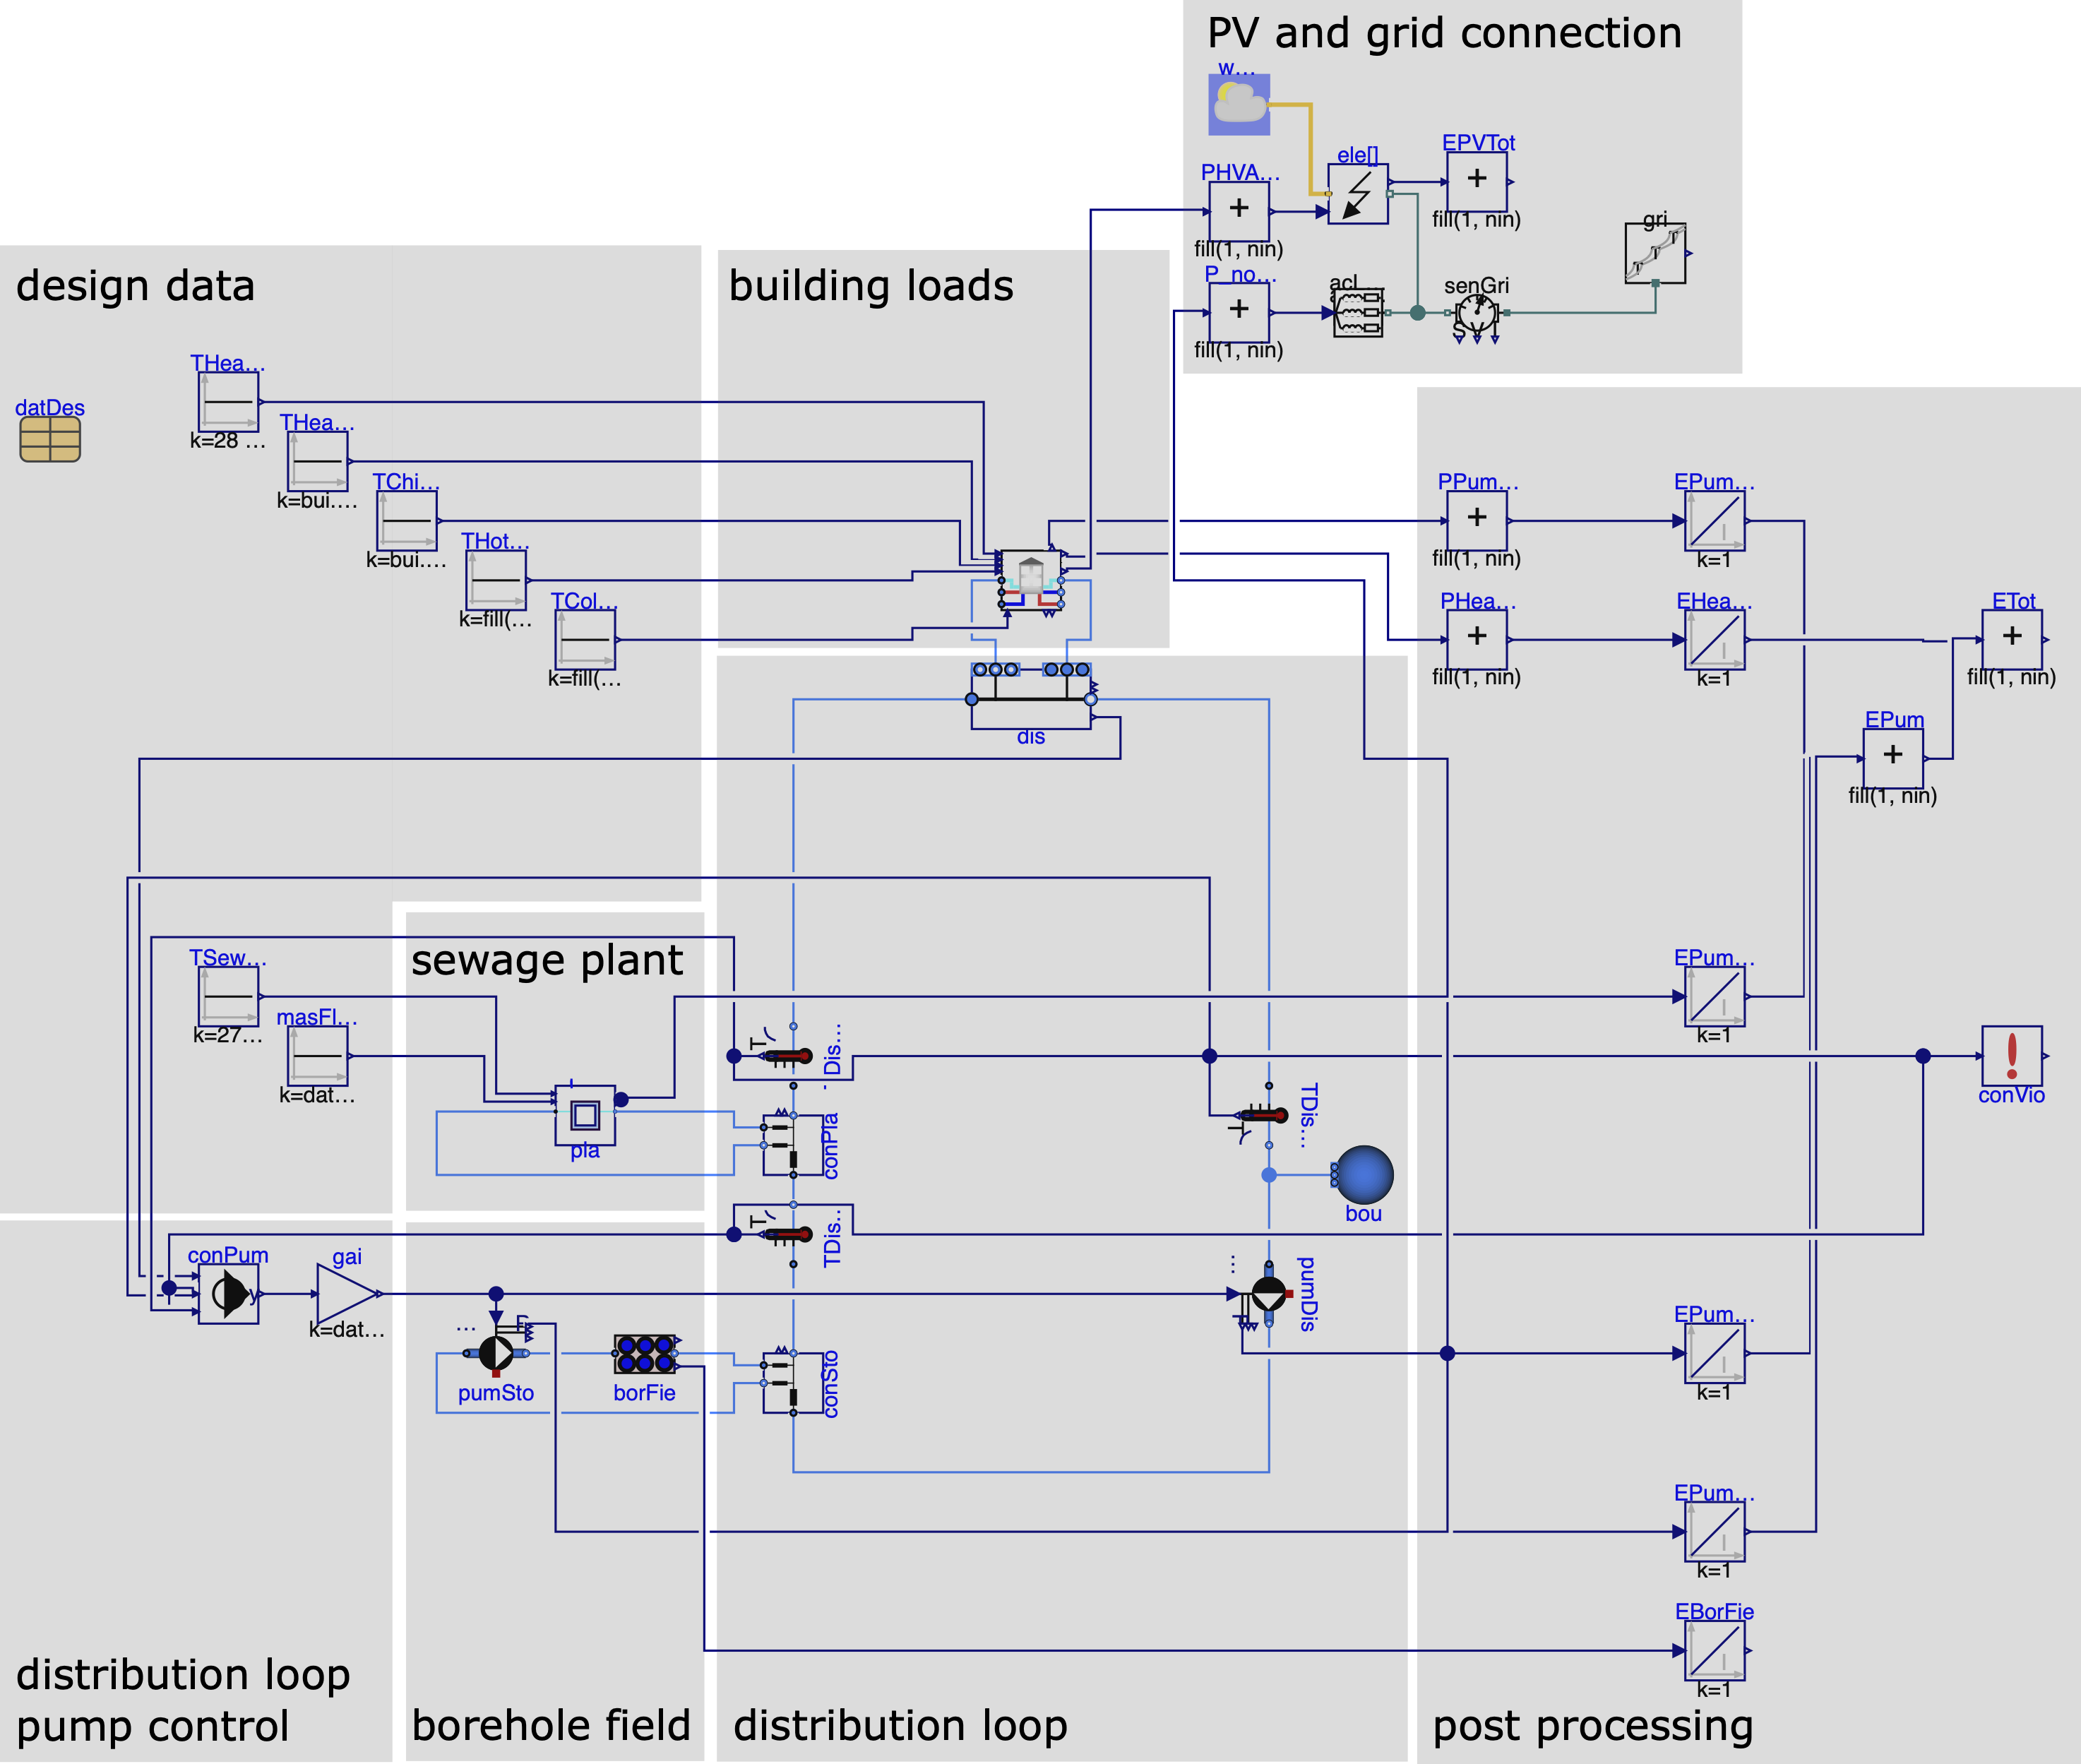 PV and grid connection
w...
EPVTot
ele[]
PHVA...
+
+
fill(1, nin)
fill(1, nin)
gri
P_no...
senGri
+
S V
fill(1, nin)
design data
building loads
THea...
datDes
k=28 ...
THea...
k=bui....
TChi...
k=bui....
THot...
k=fill(...
TCol...
k=fill(...
PPum...
EPum...
+
fill(1, nin)
k=1
PHea...
EHea...
ETot
+
+
fill(1, nin)
k=1
fill(1, nin)
dis
EPum
+
fill(1, nin)
sewage plant
TSew...
k=27...
masFl...
k=dat...
pla
T
Dis...
conPla
T
TDis...
T
TDis...
bou
EPum...
k=1
conVio
conPum
y
gai
k=dat...
...
pumSto
borFie
conSto
...
pumDis
EPum...
k=1
EPum...
k=1
EBorFie
k=1
distribution loop
pump control
borehole field
distribution loop
post processing